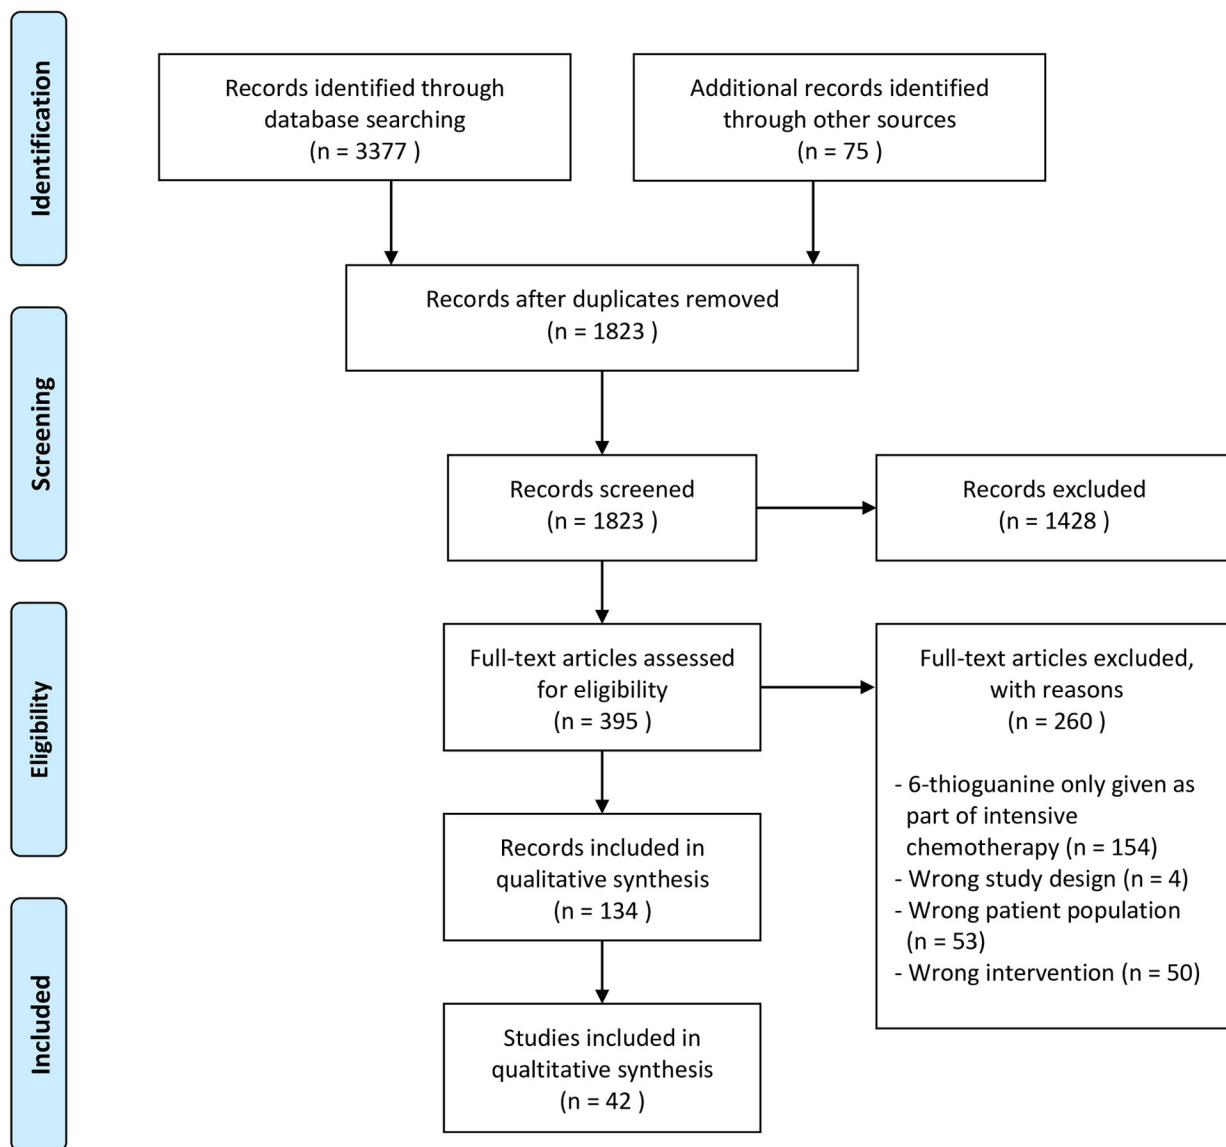 Identification
Records identified through
database searching
(n = 3377 )
Additional records identified
through other sources
(n = 75 )
Records after duplicates removed
(n = 1823 )
Screening
Records screened
(n = 1823 )
Records excluded
(n = 1428 )
Eligibility
Full-text articles assessed
for eligibility
(n = 395 )
Full-text articles excluded,
with reasons
(n = 260 )
- 6-thioguanine only given as
part of intensive
chemotherapy (n = 154)
- Wrong study design (n = 4)
- Wrong patient population
(n = 53)
- Wrong intervention (n = 50)
Records included in
qualitative synthesis
(n = 134 )
Included
Studies included in
qualtitative synthesis
(n = 42 )